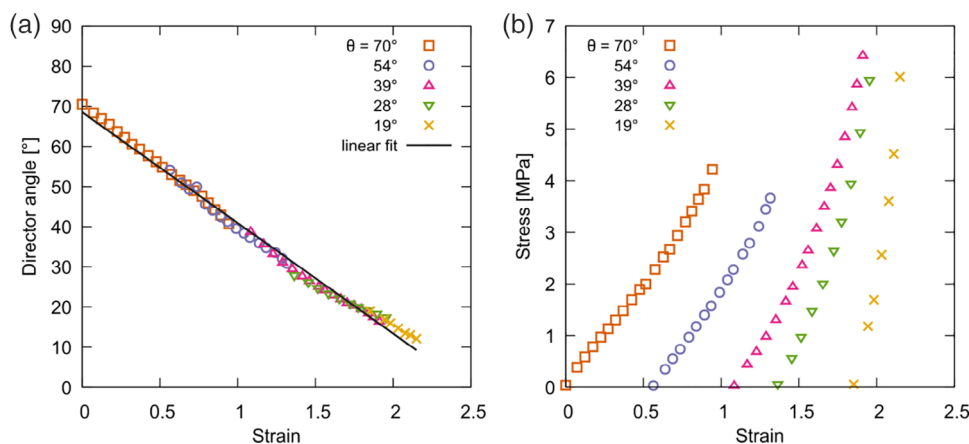 (a)
90
80
70
60
50
40
30
20
10
0
Director angle [°]
θ = 70°
54°
39°
28°
19°
linear fit
0 0.5 1 1.5 2 2.5
Strain
(b)
7
6
5
4
3
2
1
0
Stress [MPa]
θ = 70°
54°
39°
28°
19°
0 0.5 1 1.5 2 2.5
Strain